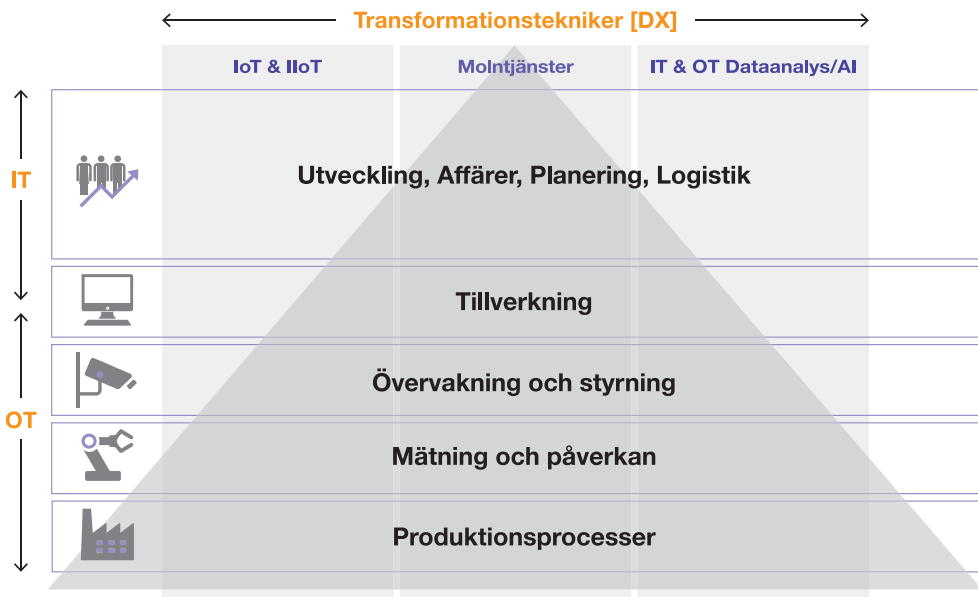 Transformationstekniker [DX]
IoT & IIoT
Molntjänster
IT & OT Dataanalys/AI
IT
Utveckling, Affärer, Planering, Logistik
Tillverkning
Övervakning och styrning
OT
Mätning och påverkan
Produktionsprocesser